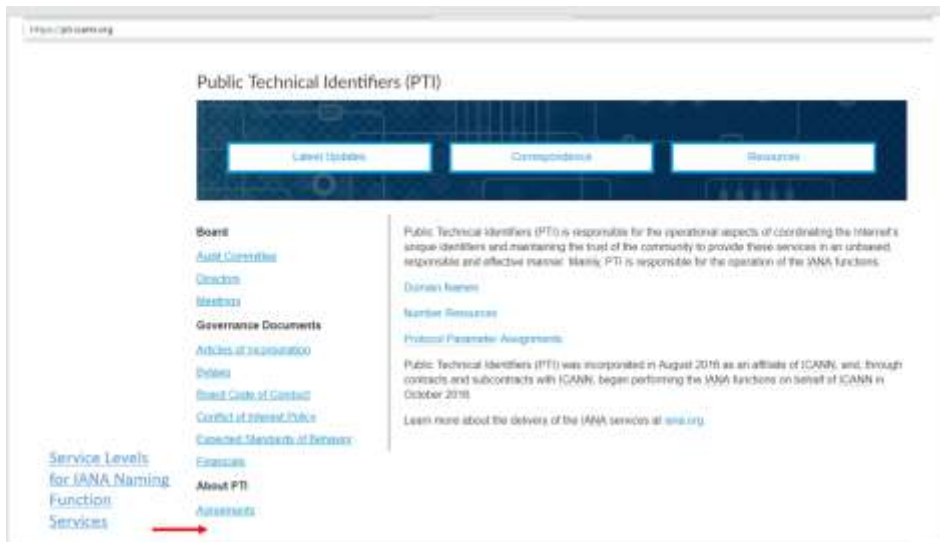 https://pti.icann.org
Public Technical Identifiers (PTI)
Latest Updates
Correspondence
Resources
Board
Audit Committee
Directors
Meetings
Governance Documents
Articles of Incorporation
Bylaws
Board Code of Conduct
Conflict of Interest Policy
Expected Standards of Behavior
Financials
About PTI
Agreements
Public Technical Identifiers (PTI) is responsible for the operational aspects of coordinating the Internet's
unique identifiers and maintaining the trust of the community to provide these services in an unbiased,
responsible and effective manner. Mainly, PTI is responsible for the operation of the IANA functions.
Domain Names
Number Resources
Protocol Parameter Assignments
Public Technical Identifiers (PTI) was incorporated in August 2016 as an affiliate of ICANN, and, through
contracts and subcontracts with ICANN, began performing the IANA functions on behalf of ICANN in
October 2016.
Learn more about the delivery of the IANA services at iana.org.
Service Levels
for IANA Naming
Function
Services